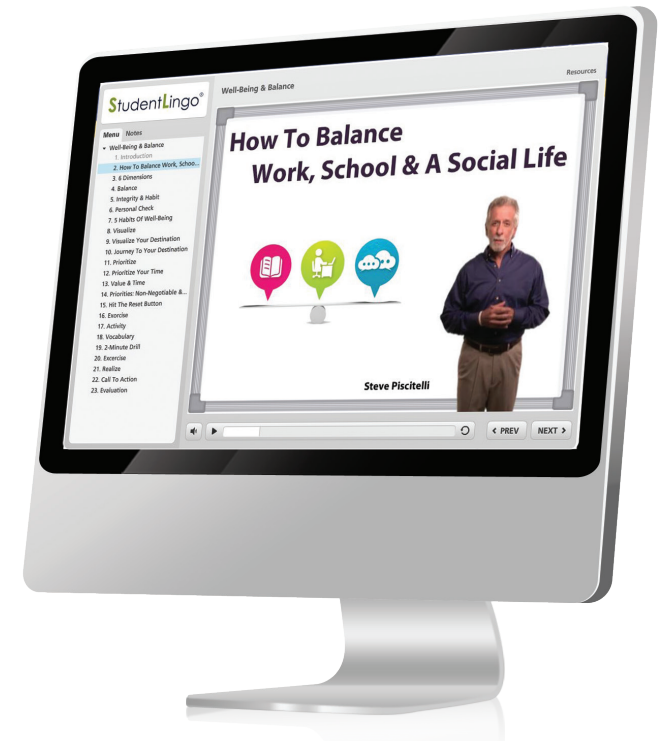 StudentLingo®
Well-Being & Balance
Resources
Menu Notes
Well-Being & Balance
1. Introduction
2. How To Balance Work, Schoo...
3. 6 Dimensions
4. Balance
5. Integrity & Habit
6. Personal Check
7. 5 Habits Of Well-Being
8. Visualize
9. Visualize Your Destination
10. Journey To Your Destination
11. Prioritize
12. Prioritize Your Time
13. Value & Time
14. Priorities: Non-Negotiable &...
15. Hit The Reset Button
16. Exorcise
17. Activity
18. Vocabulary
19. 2-Minute Drill
20. Excercise
21. Realize
22. Call To Action
23. Evaluation
How To Balance
Work, School & A Social Life
Steve Piscitelli
PREV NEXT